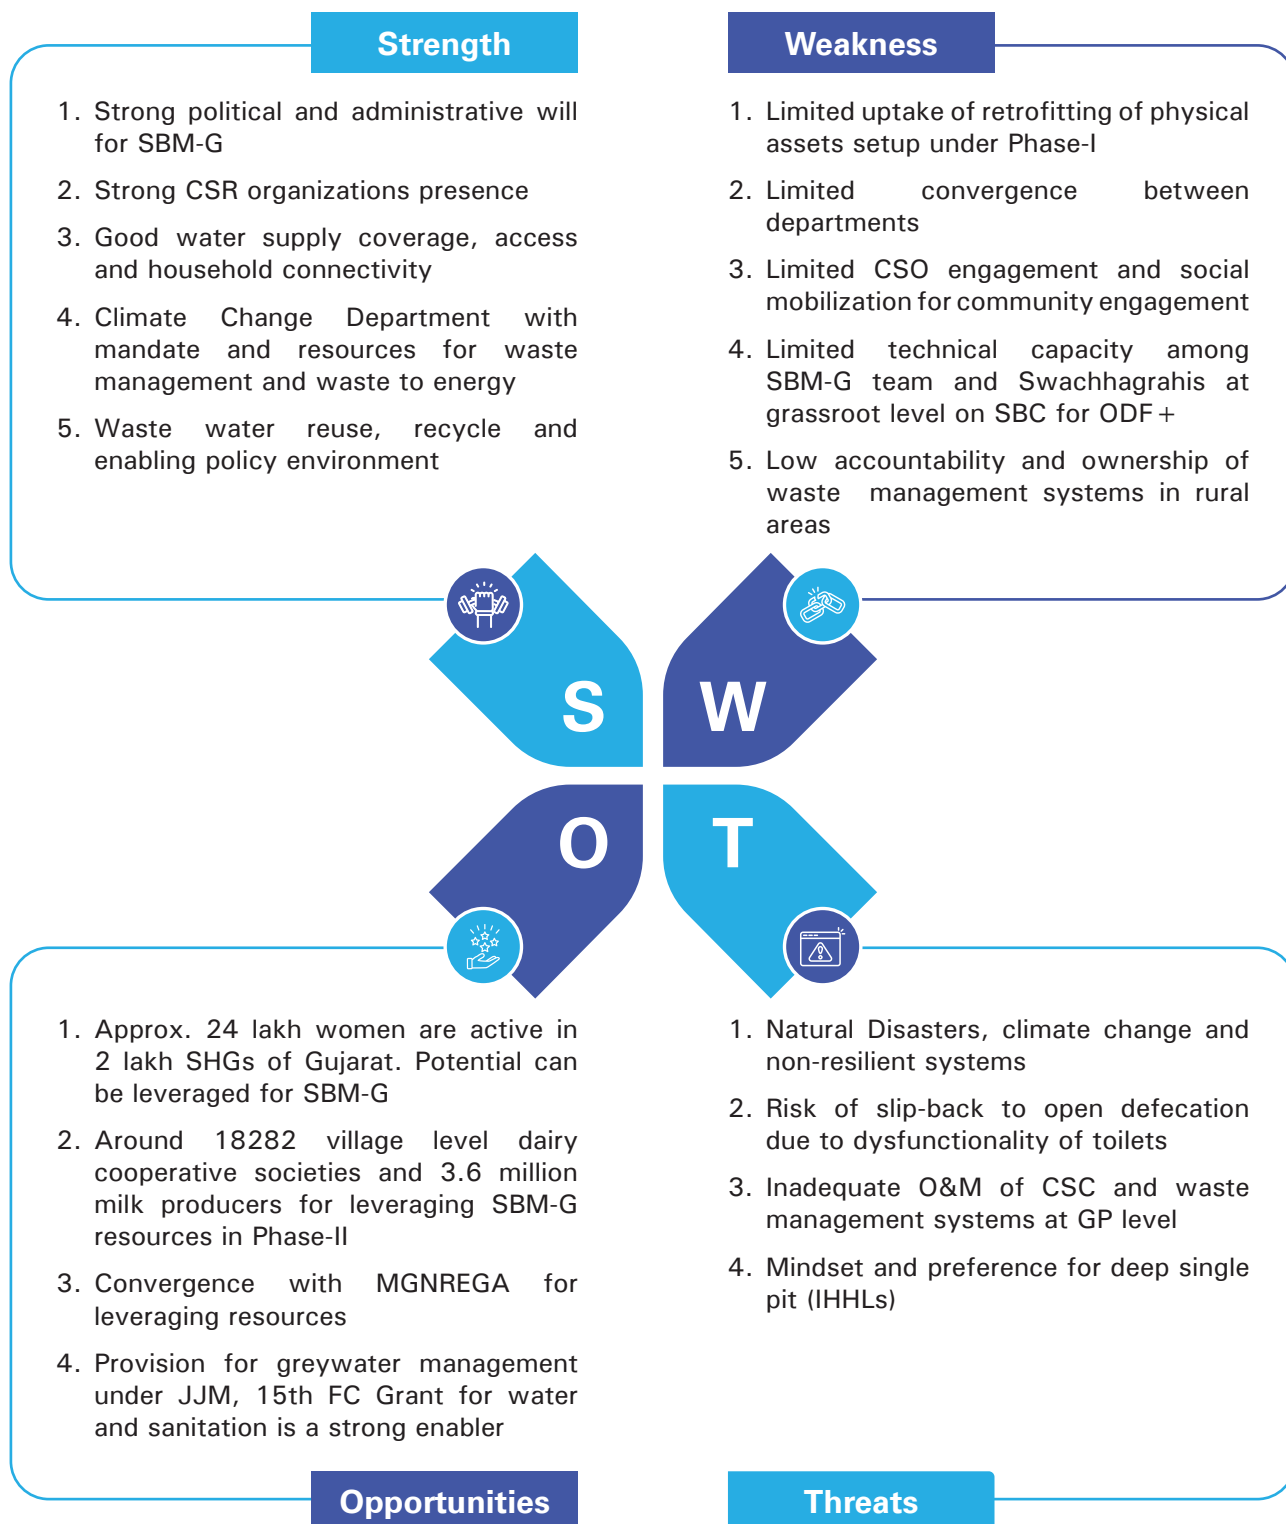 Strength
1. Strong political and administrative will
for SBM-G
2. Strong CSR organizations presence
3. Good water supply coverage, access
and household connectivity
4. Climate Change Department with
mandate and resources for waste
management and waste to energy
5. Waste water reuse, recycle and
enabling policy environment
Weakness
1. Limited uptake of retrofitting of physical
assets setup under Phase-I
2. Limited convergence between
departments
3. Limited CSO engagement and social
mobilization for community engagement
4. Limited technical capacity among
SBM-G team and Swachhagrahis at
grassroot level on SBC for ODF+
5. Low accountability and ownership of
waste management systems in rural
areas
S
W
O
T
1. Approx. 24 lakh women are active in
2 lakh SHGs of Gujarat. Potential can
be leveraged for SBM-G
2. Around 18282 village level dairy
cooperative societies and 3.6 million
milk producers for leveraging SBM-G
resources in Phase-II
3. Convergence with MGNREGA for
leveraging resources
4. Provision for greywater management
under JJM, 15th FC Grant for water
and sanitation is a strong enabler
Opportunities
1. Natural Disasters, climate change and
non-resilient systems
2. Risk of slip-back to open defecation
due to dysfunctionality of toilets
3. Inadequate O&M of CSC and waste
management systems at GP level
4. Mindset and preference for deep single
pit (IHHLs)
Threats